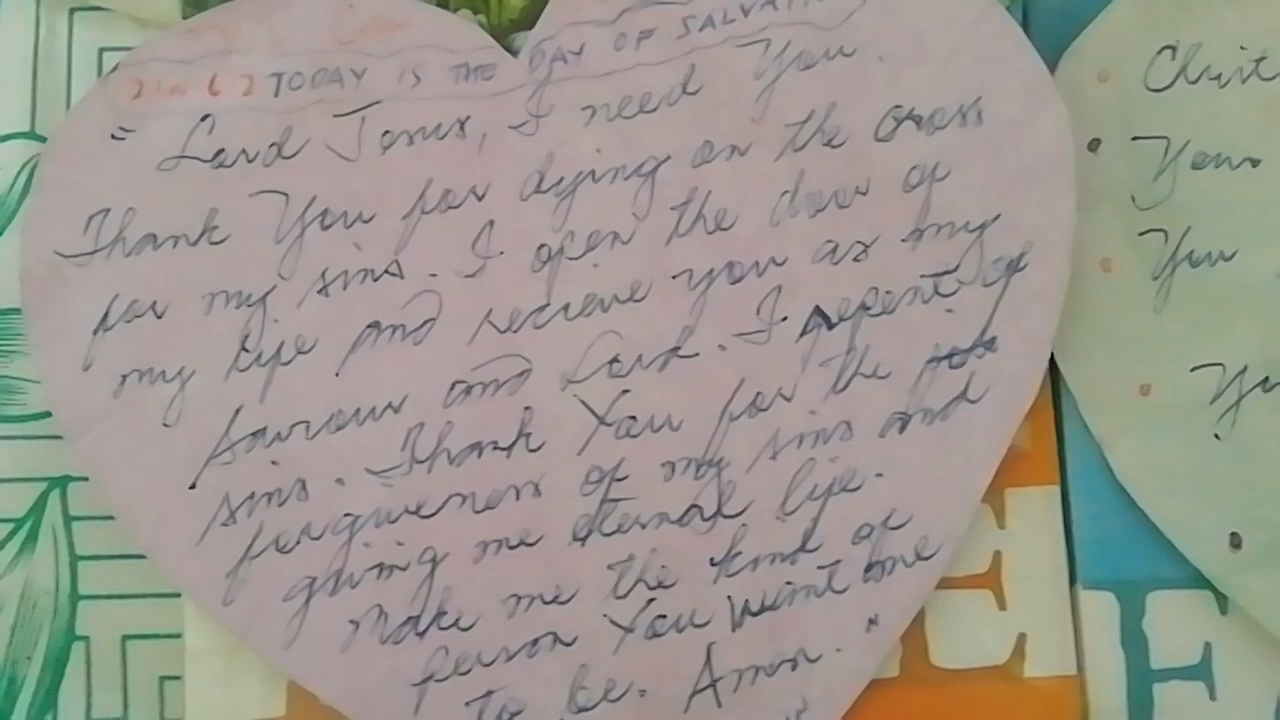 2 TODAY IS THE DAY OF SALVATI
" Lord Jesus, I need You.
Thank You for dying on the cross
for my sins. I open the door of
my life and recieve you as my
Saviour and Lord. I repent of
sins. Thank You for the
forgiveness of my sins and
giving me eternal life.
Make me the kind of
person You want me
To be. Amen."
Christ
Your
You
E
E